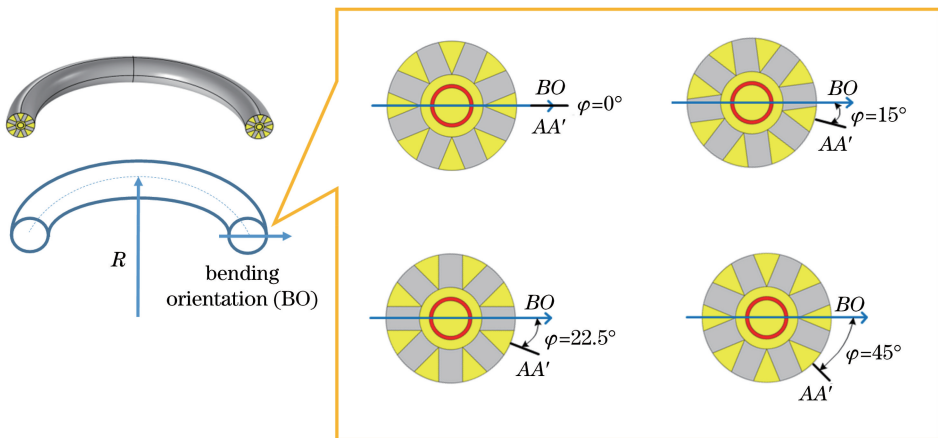 R
bending
orientation (BO)
BO
φ=0°
AA′
BO
φ=15°
AA′
BO
φ=22.5°
AA′
BO
φ=45°
AA′